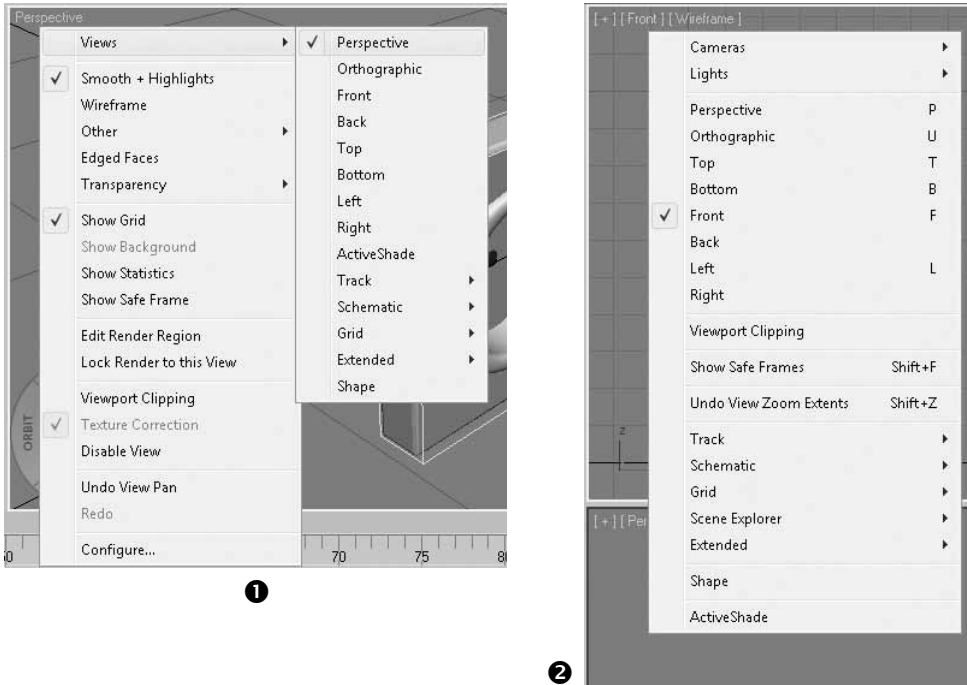 Perspective
Views
Smooth + Highlights
Wireframe
Other
Edged Faces
Transparency
Show Grid
Show Background
Show Statistics
Show Safe Frame
Edit Render Region
Lock Render to this View
Viewport Clipping
Texture Correction
Disable View
Undo View Pan
Redo
Configure...
Perspective
Orthographic
Front
Back
Top
Bottom
Left
Right
ActiveShade
Track
Schematic
Grid
Extended
Shape
ORBIT
70 75
❶
[ + ] [ Front ] [ Wireframe ]
Cameras
Lights
Perspective P
Orthographic U
Top T
Bottom B
Front F
Back
Left L
Right
Viewport Clipping
Show Safe Frames Shift+F
Undo View Zoom Extents Shift+Z
Track
Schematic
Grid
Scene Explorer
Extended
Shape
ActiveShade
z
[ + ] [ Per
❷